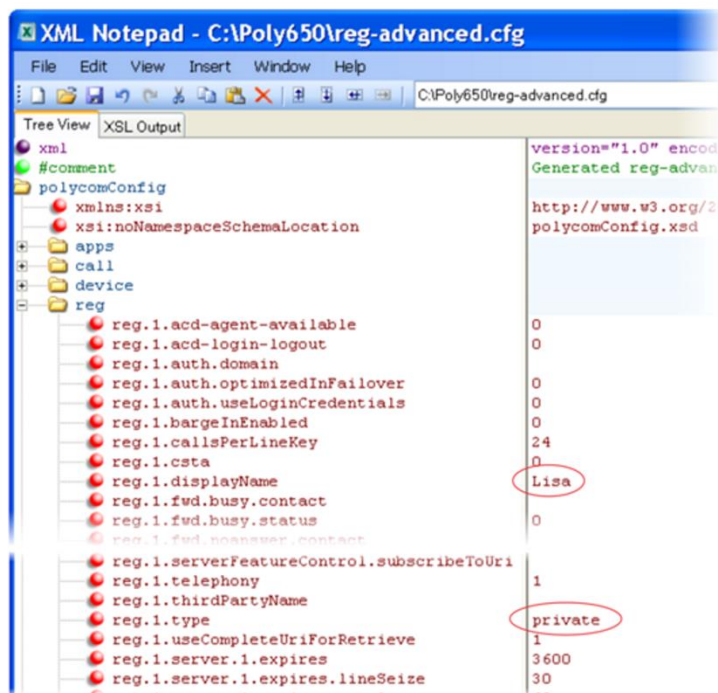 XML Notepad - C:\Poly650\reg-advanced.cfg
File Edit View Insert Window Help
C:\Poly650\reg-advanced.cfg
Tree View XSL Output
xml version="1.0" encod
#comment Generated reg-advan
polycomConfig
xmlns:xsi http://www.w3.org/2
xsi:noNamespaceSchemaLocation polycomConfig.xsd
apps
call
device
reg
reg.1.acd-agent-available 0
reg.1.acd-login-logout 0
reg.1.auth.domain
reg.1.auth.optimizedInFailover 0
reg.1.auth.useLoginCredentials 0
reg.1.bargeInEnabled 0
reg.1.callsPerLineKey 24
reg.1.csta 0
reg.1.displayName Lisa
reg.1.fwd.busy.contact
reg.1.fwd.busy.status 0
reg.1.fwd.noanswer.contact
reg.1.serverFeatureControl.subscribeToUri
reg.1.telephony 1
reg.1.thirdPartyName
reg.1.type private
reg.1.useCompleteUriForRetrieve 1
reg.1.server.1.expires 3600
reg.1.server.1.expires.lineSeize 30